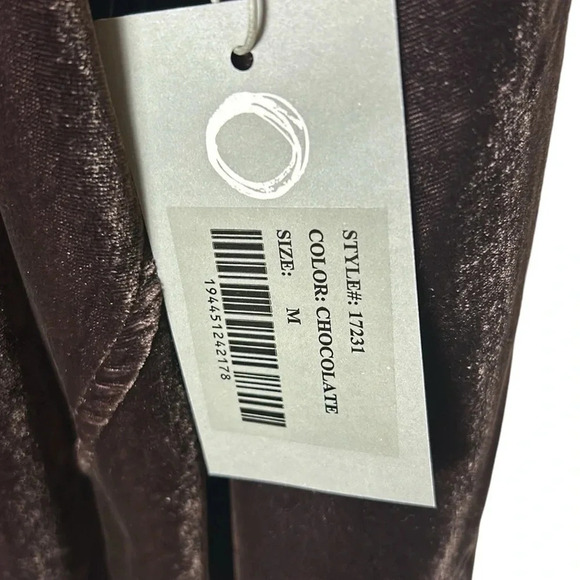 STYLE#: 17231
COLOR: CHOCOLATE
SIZE: M
194451242178